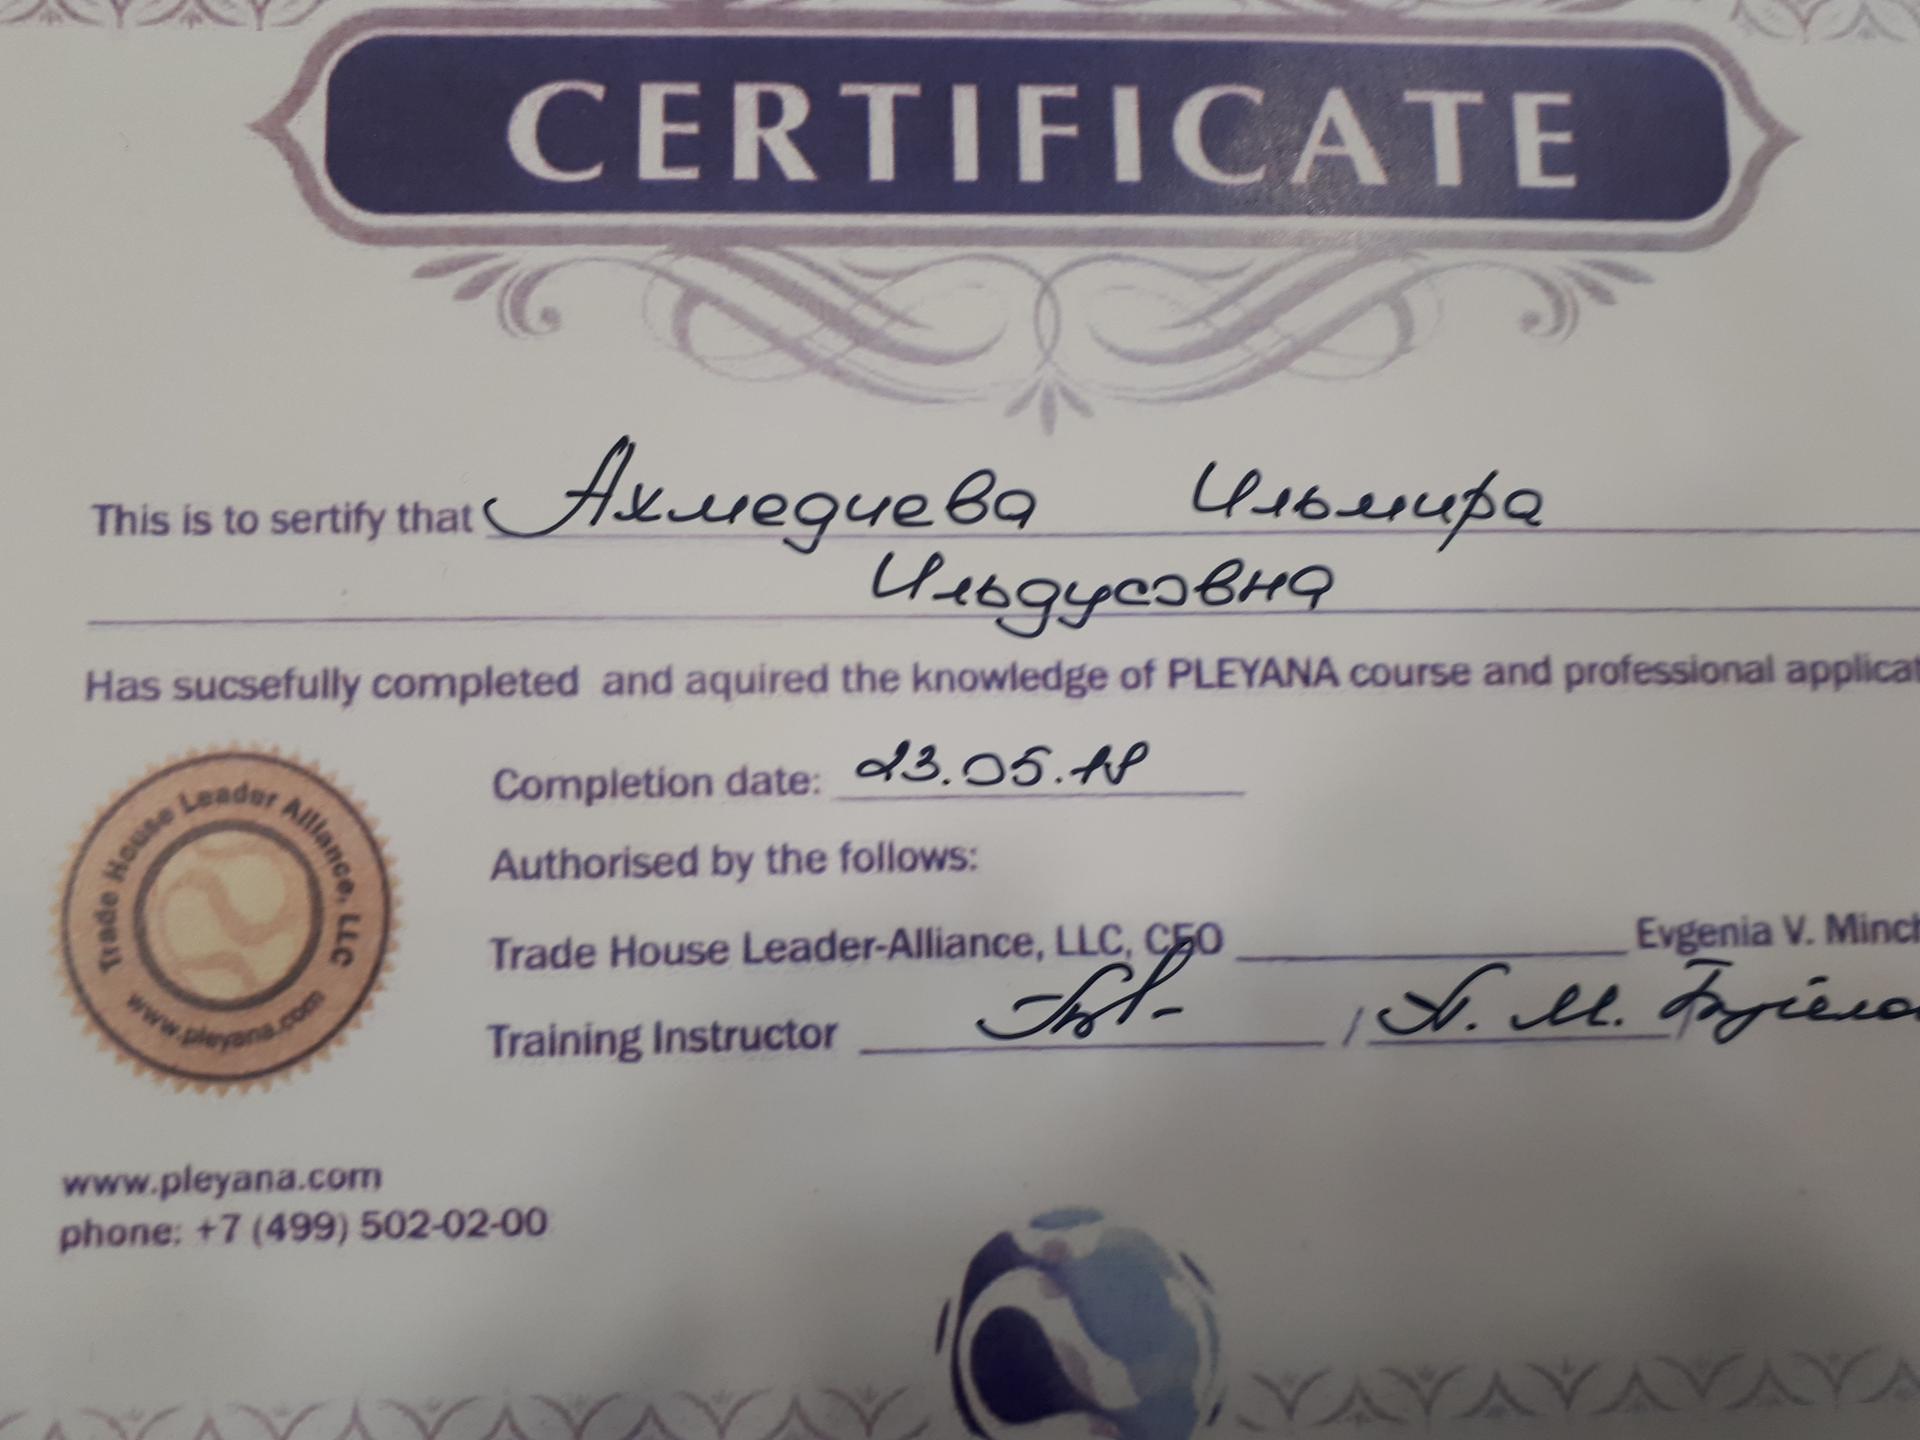 CERTIFICATE
This is to sertify that Ахмедиева Ильмира
Ильдусовна
Has sucsefully completed and aquired the knowledge of PLEYANA course and professional applicat
Completion date: 23.05.18
Authorised by the follows:
Trade House Leader-Alliance, LLC, CEO Evgenia V. Minch
Training Instructor / М. /
Trade House Leader Alliance, LLC
www.pleyana.com
www.pleyana.com
phone: +7 (499) 502-02-00